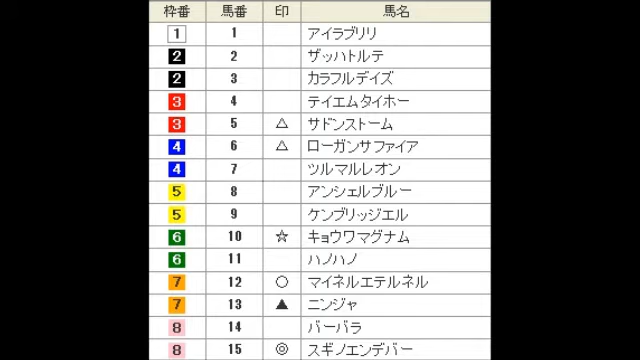 枠番 馬番 印 馬名
1 1 アイラブリリ
2 2 ザッハトルテ
2 3 カラフルデイズ
3 4 テイエムタイホー
3 5 △ サドンストーム
4 6 △ ローガンサファイア
4 7 ツルマルレオン
5 8 アンシェルブルー
5 9 ケンブリッジエル
6 10 ☆ キョウワマグナム
6 11 ハノハノ
7 12 ○ マイネルエテルネル
7 13 ▲ ニンジャ
8 14 バーバラ
8 15 ◎ スギノエンデバー